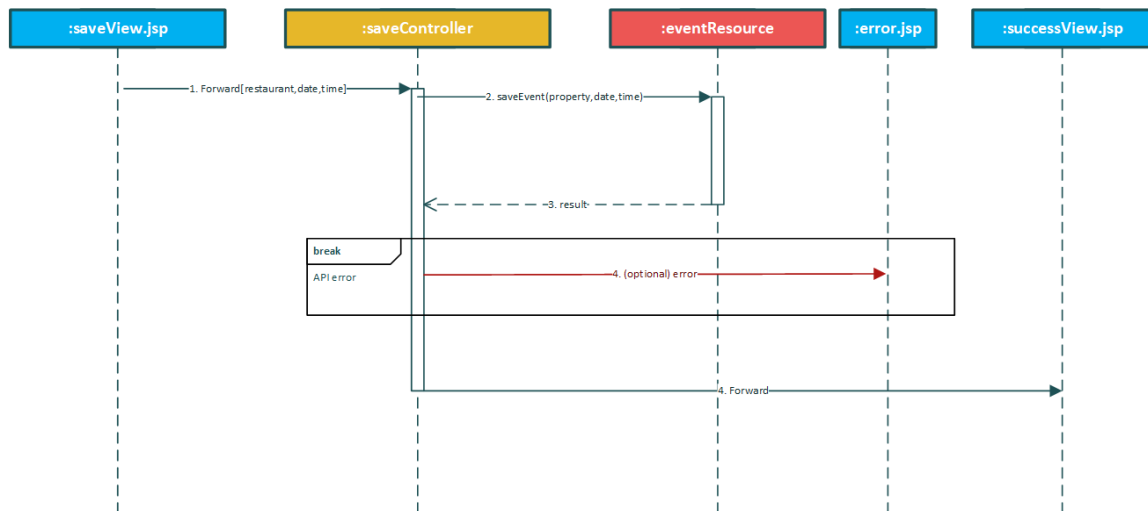 :saveView.jsp
:saveController
:eventResource
:error.jsp
:successView.jsp
1. Forward[restaurant,date,time]
2. saveEvent(property,date,time)
3. result
break
API error
4. (optional) error
4. Forward